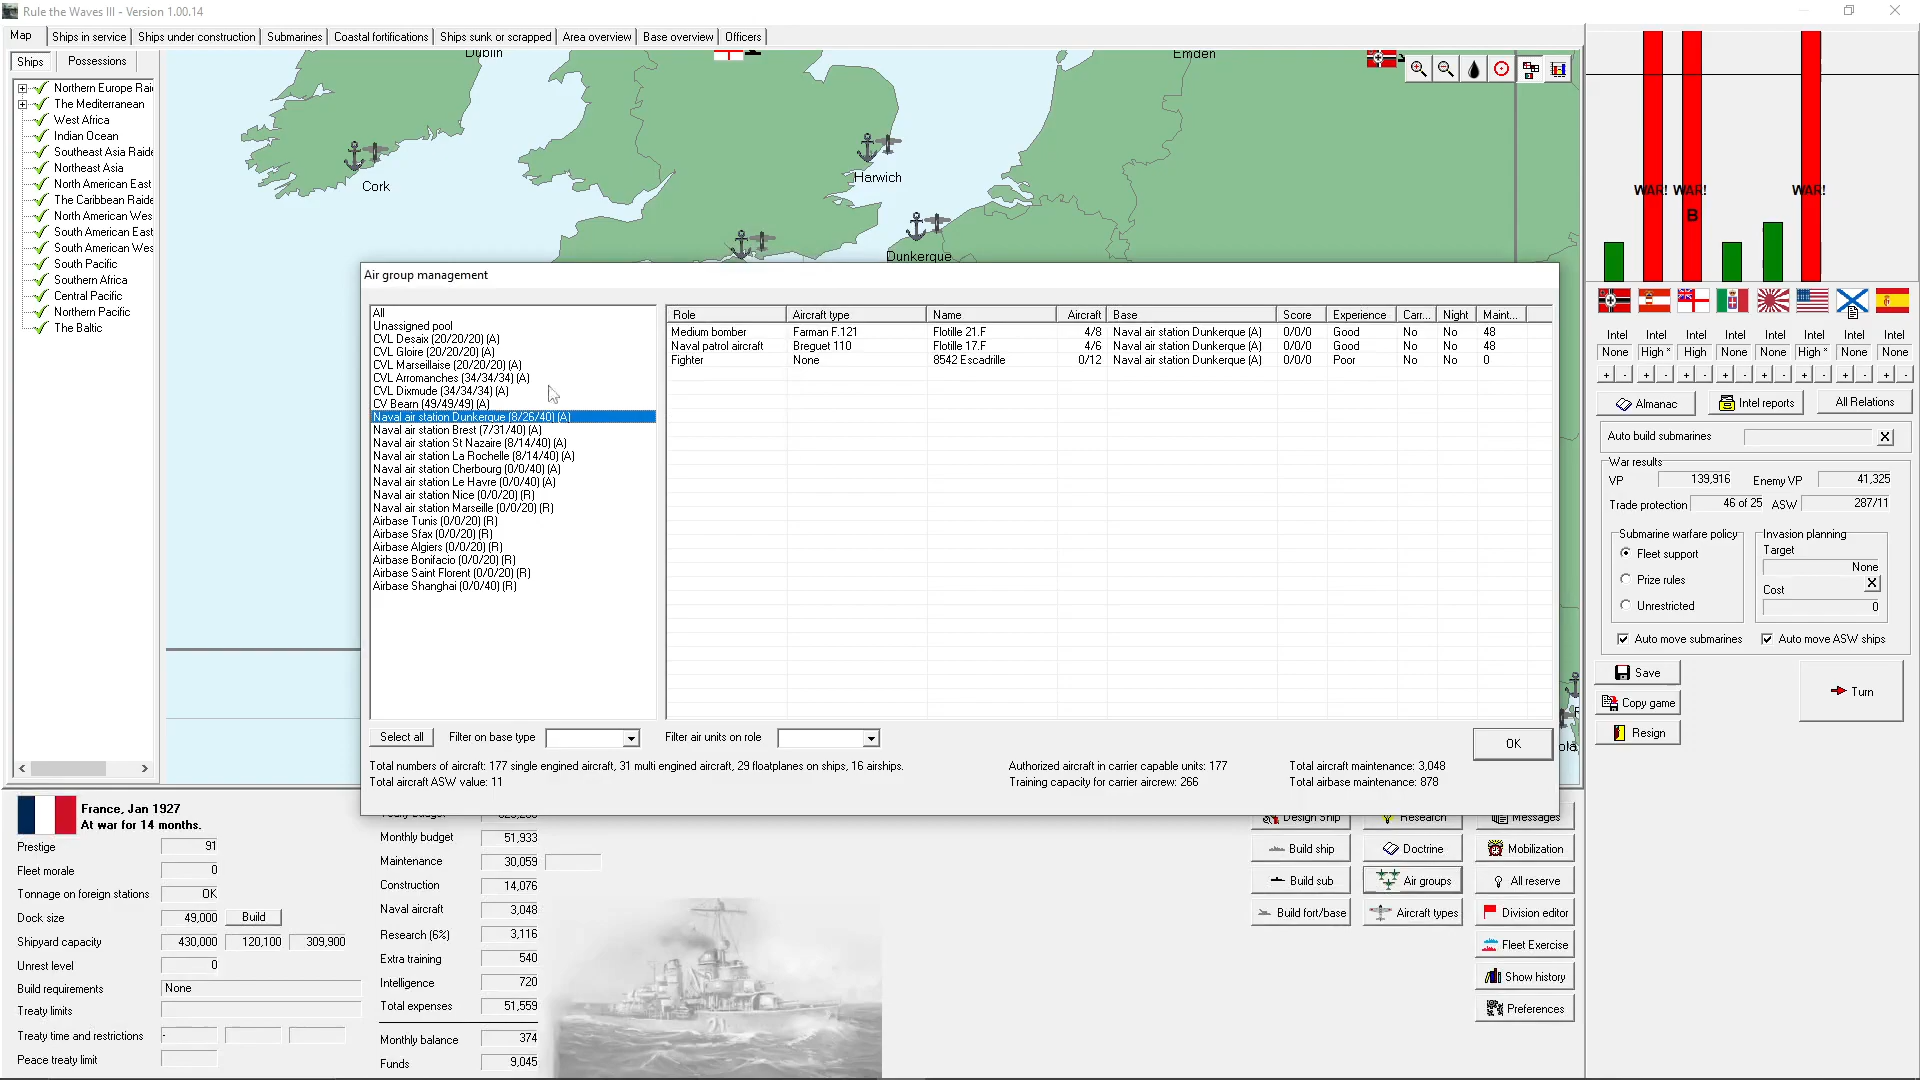 Rule the Waves III - Version 1.00.14
Map
Ships in service
Ships under construction
Submarines
Coastal fortifications
Ships sunk or scrapped
Area overview
Base overview
Officers
Ships
Possessions
Northern Europe Rai
The Mediterranean
West Africa
Indian Ocean
Southeast Asia Raide
Northeast Asia
North American East
The Caribbean Raide
North American Wes
South American East
South American Wes
South Pacific
Southern Africa
Central Pacific
Northern Pacific
The Baltic
Dublin
Emden
Cork
Harwich
Dunkerque
Air group management
All
Unassigned pool
CVL Desaix (20/20/20) (A)
CVL Gloire (20/20/20) (A)
CVL Marseillaise (20/20/20) (A)
CVL Arromanches (34/34/34) (A)
CVL Dixmude (34/34/34) (A)
CV Bearn (49/49/49) (A)
Naval air station Dunkerque (8/26/40) (A)
Naval air station Brest (7/31/40) (A)
Naval air station St Nazaire (8/14/40) (A)
Naval air station La Rochelle (8/14/40) (A)
Naval air station Cherbourg (0/0/40) (A)
Naval air station Le Havre (0/0/40) (A)
Naval air station Nice (0/0/20) (R)
Naval air station Marseille (0/0/20) (R)
Airbase Tunis (0/0/20) (R)
Airbase Sfax (0/0/20) (R)
Airbase Algiers (0/0/20) (R)
Airbase Bonifacio (0/0/20) (R)
Airbase Saint Florent (0/0/20) (R)
Airbase Shanghai (0/0/40) (R)
Role Aircraft type Name Aircraft Base Score Experience Carr... Night Maint...
Medium bomber Farman F.121 Flotille 21.F 4/8 Naval air station Dunkerque (A) 0/0/0 Good No No 48
Naval patrol aircraft Breguet 110 Flotille 17.F 4/6 Naval air station Dunkerque (A) 0/0/0 Good No No 48
Fighter None 8542 Escadrille 0/12 Naval air station Dunkerque (A) 0/0/0 Poor No No 0
Select all
Filter on base type
Filter air units on role
OK
Total numbers of aircraft: 177 single engined aircraft, 31 multi engined aircraft, 29 floatplanes on ships, 16 airships.
Total aircraft ASW value: 11
Authorized aircraft in carrier capable units: 177
Training capacity for carrier aircrew: 266
Total aircraft maintenance: 3,048
Total airbase maintenance: 878
WAR! WAR! WAR!
B
Intel Intel Intel Intel Intel Intel Intel Intel
None High * High None None High * None None
+ - + - + - + - + - + - + - + -
Almanac
Intel reports
All Relations
Auto build submarines X
War results
VP 139,916 Enemy VP 41,325
Trade protection 46 of 25 ASW 287/11
Submarine warfare policy
Fleet support
Prize rules
Unrestricted
Invasion planning
Target
None
Cost X
0
Auto move submarines
Auto move ASW ships
Save
Copy game
Resign
Turn
France, Jan 1927
At war for 14 months.
Prestige 91
Fleet morale 0
Tonnage on foreign stations OK
Dock size 49,000 Build
Shipyard capacity 430,000 120,100 309,900
Unrest level 0
Build requirements None
Treaty limits
Treaty time and restrictions -
Peace treaty limit
Monthly budget 51,933
Maintenance 30,059
Construction 14,076
Naval aircraft 3,048
Research (6%) 3,116
Extra training 540
Intelligence 720
Total expenses 51,559
Monthly balance 374
Funds 9,045
Design Ship
Research
Messages
Build ship
Doctrine
Mobilization
Build sub
Air groups
All reserve
Build fort/base
Aircraft types
Division editor
Fleet Exercise
Show history
Preferences